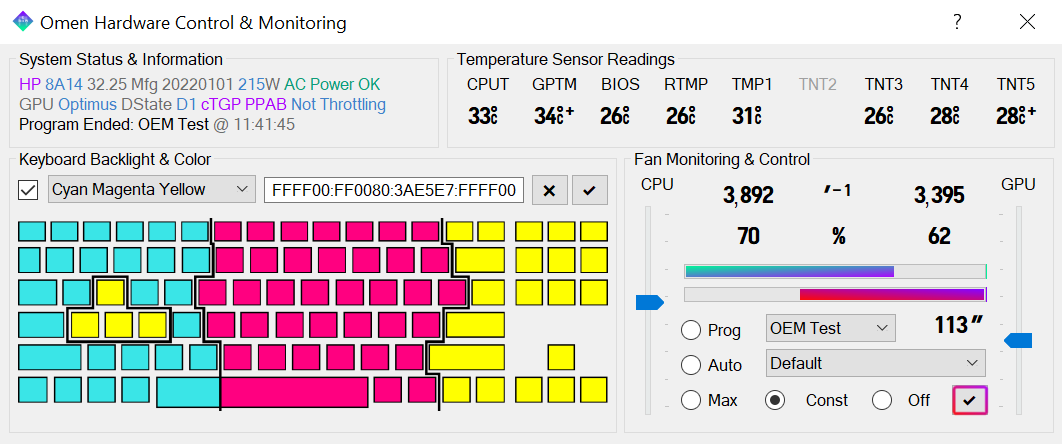 Omen Hardware Control & Monitoring
System Status & Information
HP 8A14 32.25 Mfg 20220101 215W AC Power OK
GPU Optimus DState D1 cTGP PPAB Not Throttling
Program Ended: OEM Test @ 11:41:45
Temperature Sensor Readings
CPUT GPTM BIOS RTMP TMP1 TNT2 TNT3 TNT4 TNT5
33°C 34°C+ 26°C 26°C 31°C 26°C 28°C 28°C+
Keyboard Backlight & Color
Cyan Magenta Yellow FFFF00:FF0080:3AE5E7:FFFF00
Fan Monitoring & Control
CPU 3,892 ′⁻¹ 3,395 GPU
70 % 62
Prog OEM Test 113″
Auto Default
Max Const Off